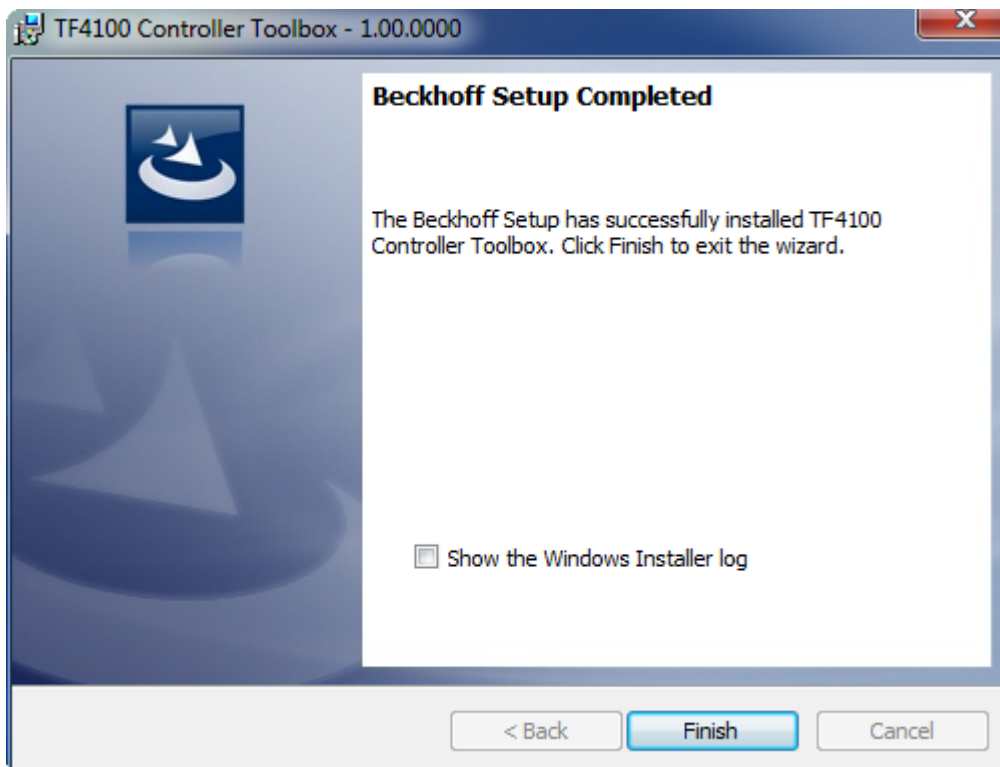 TF4100 Controller Toolbox - 1.00.0000
X
Beckhoff Setup Completed
The Beckhoff Setup has successfully installed TF4100
Controller Toolbox. Click Finish to exit the wizard.
Show the Windows Installer log
< Back
Finish
Cancel